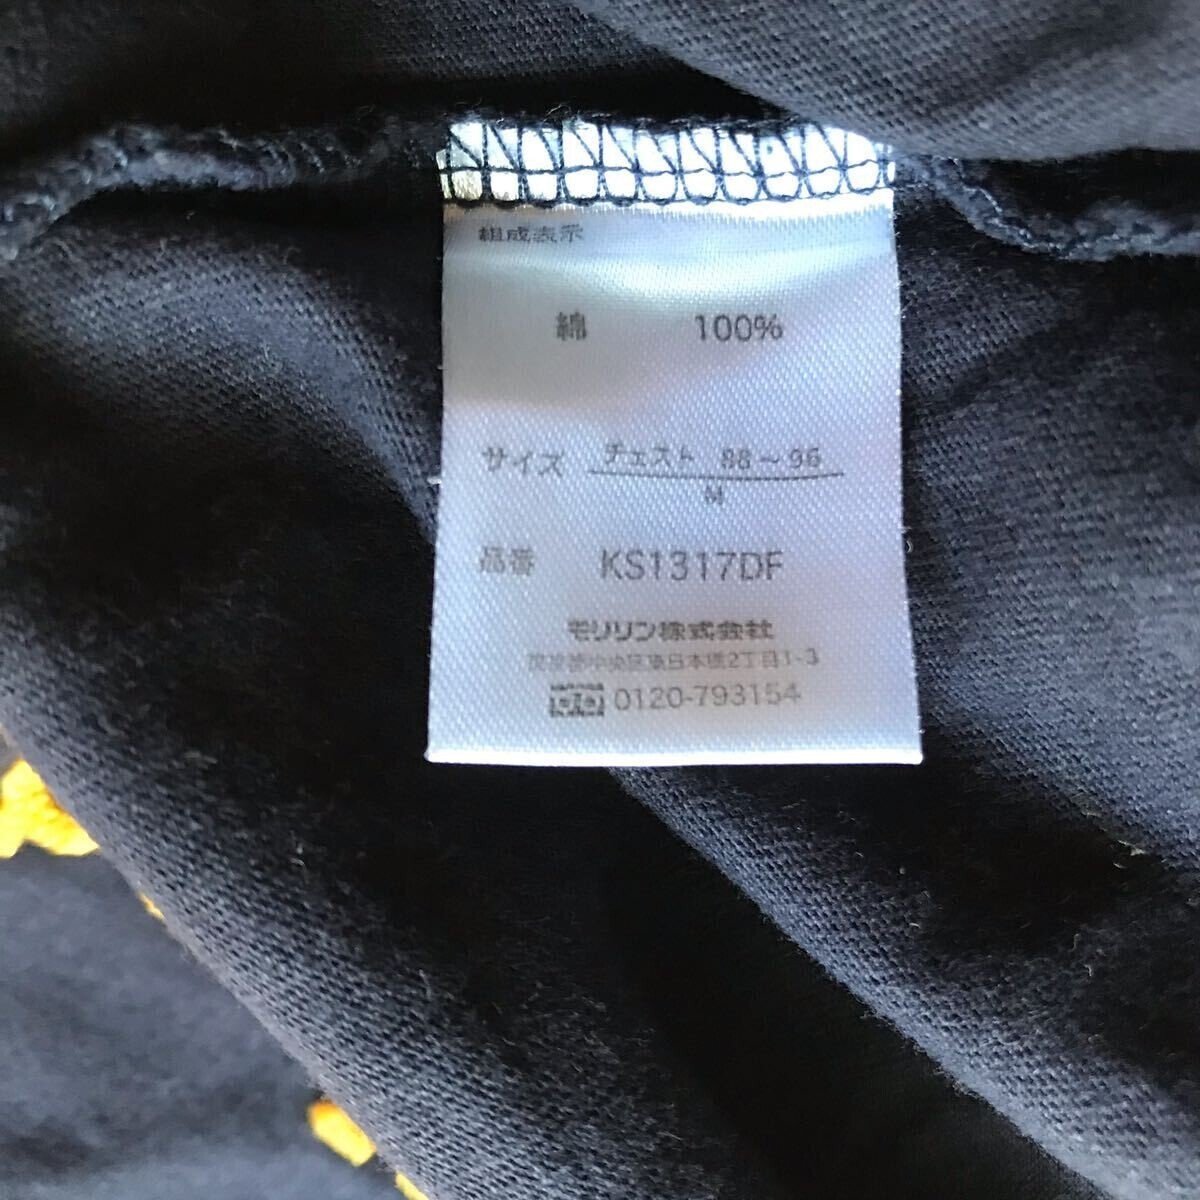 組成表示
綿 100%
サイズ チェスト 88～96
M
品番 KS1317DF
モリリン株式会社
東京都中央区東日本橋2丁目1-3
0120-793154